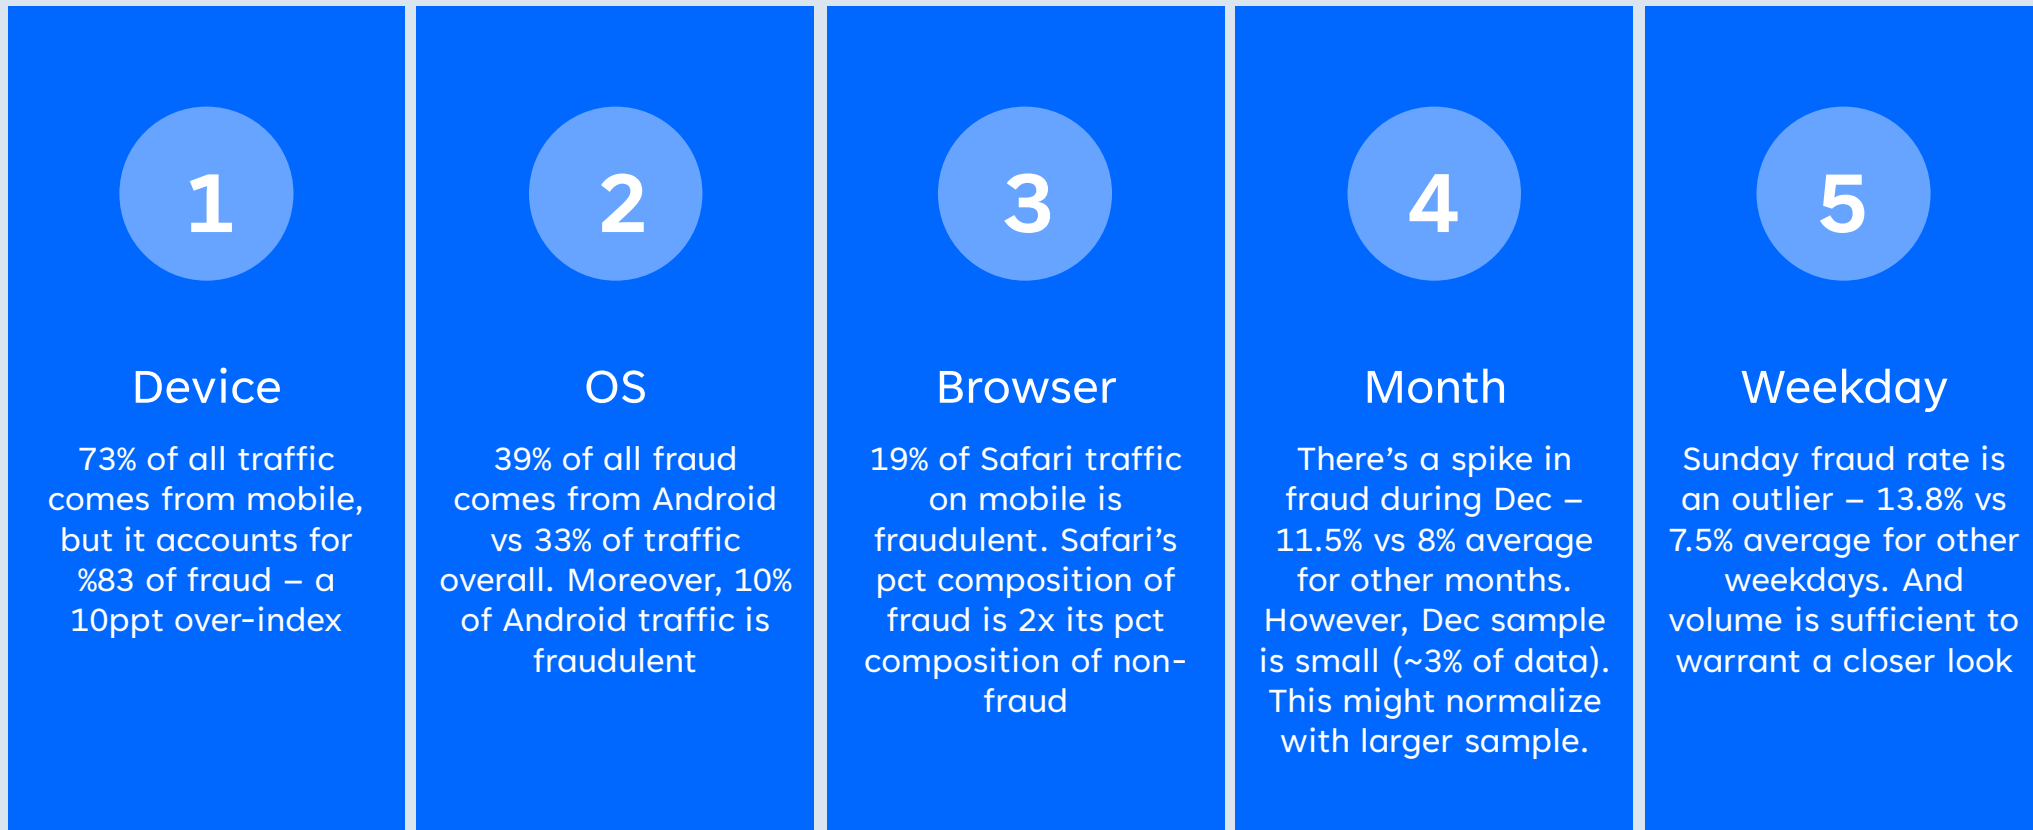 1
Device
73% of all traffic
comes from mobile,
but it accounts for
%83 of fraud – a
10ppt over-index
2
OS
39% of all fraud
comes from Android
vs 33% of traffic
overall. Moreover, 10%
of Android traffic is
fraudulent
3
Browser
19% of Safari traffic
on mobile is
fraudulent. Safari’s
pct composition of
fraud is 2x its pct
composition of non-
fraud
4
Month
There’s a spike in
fraud during Dec –
11.5% vs 8% average
for other months.
However, Dec sample
is small (~3% of data).
This might normalize
with larger sample.
5
Weekday
Sunday fraud rate is
an outlier – 13.8% vs
7.5% average for other
weekdays. And
volume is sufficient to
warrant a closer look